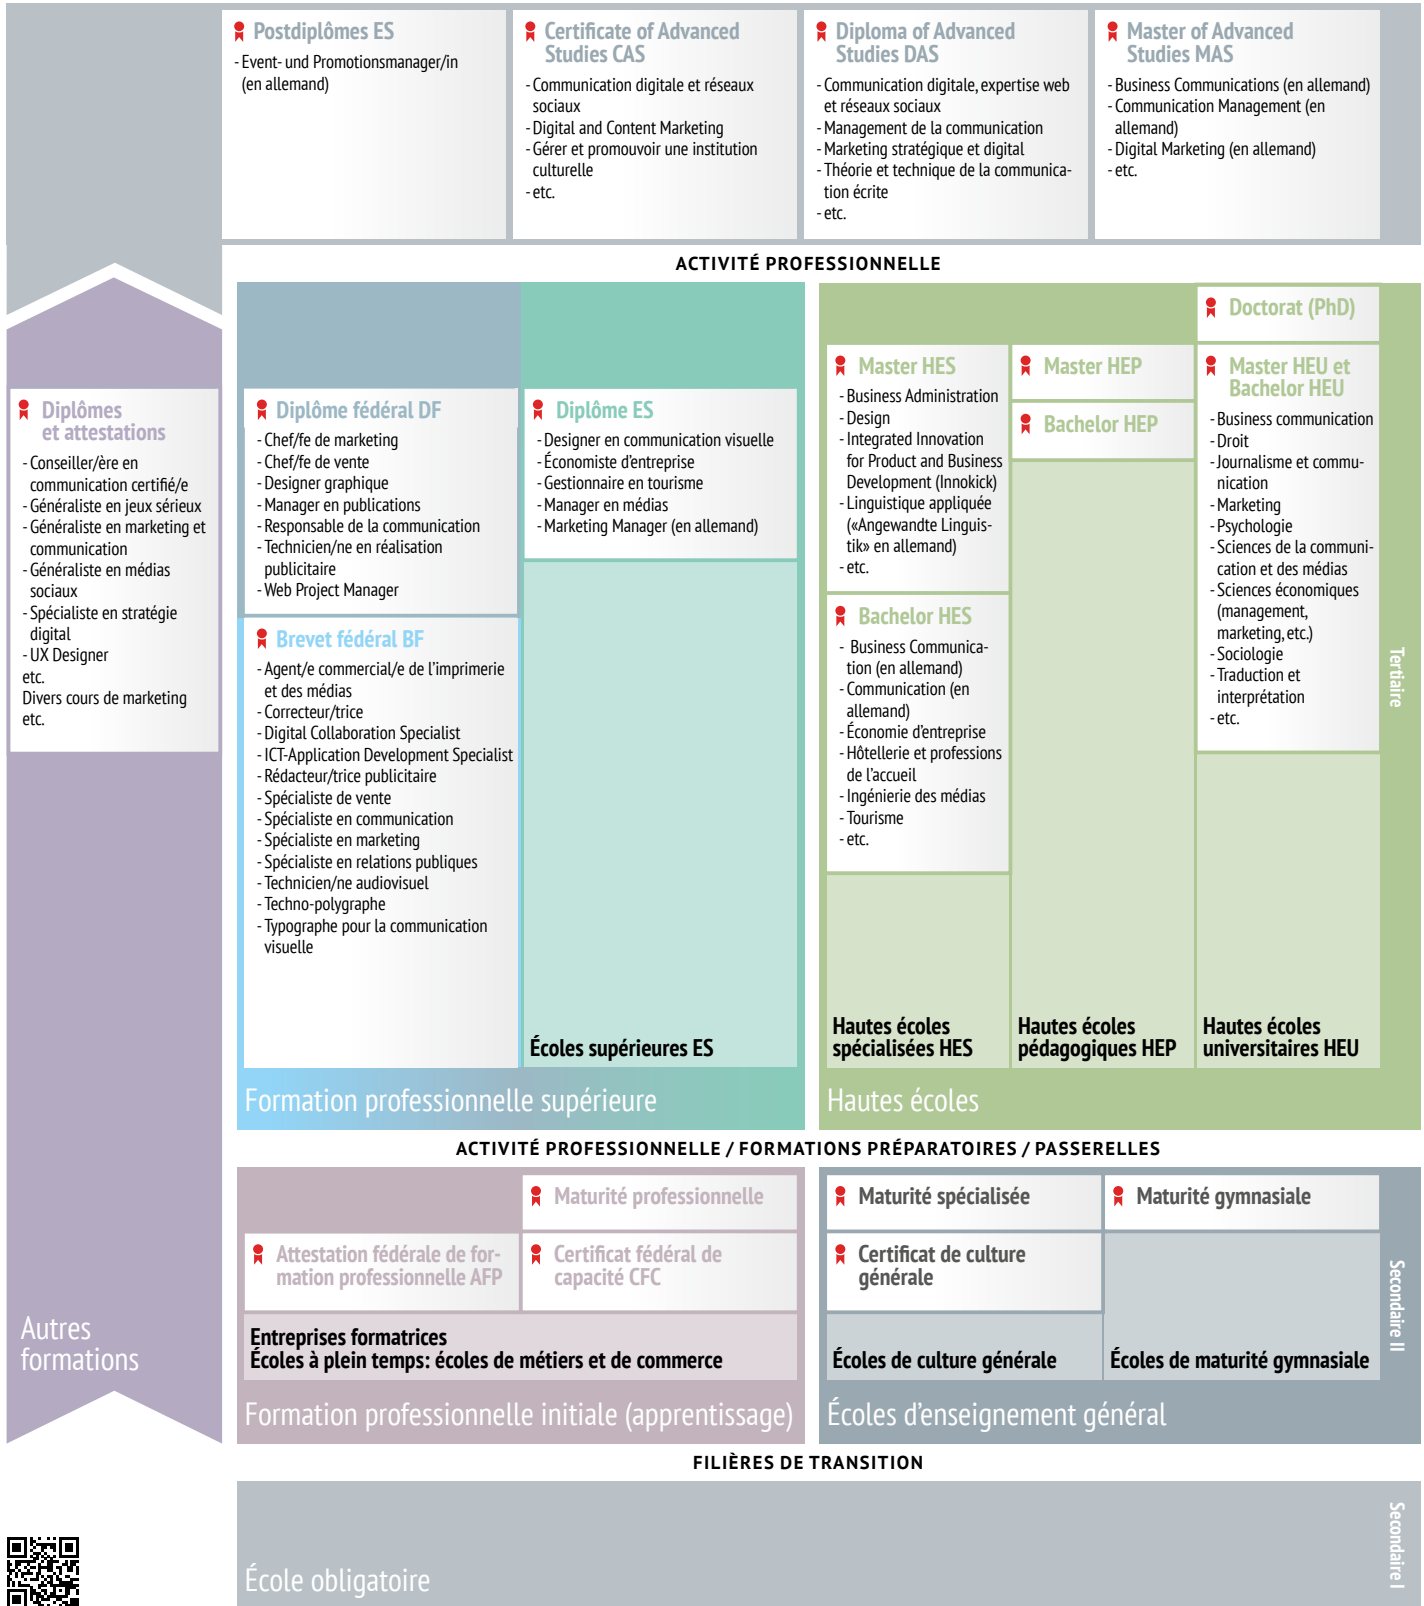 Postdiplômes ES
- Event- und Promotionsmanager/in
(en allemand)
Certificate of Advanced
Studies CAS
- Communication digitale et réseaux
sociaux
- Digital and Content Marketing
- Gérer et promouvoir une institution
culturelle
- etc.
Diploma of Advanced
Studies DAS
- Communication digitale, expertise web
et réseaux sociaux
- Management de la communication
- Marketing stratégique et digital
- Théorie et technique de la communica-
tion écrite
- etc.
Master of Advanced
Studies MAS
- Business Communications (en allemand)
- Communication Management (en
allemand)
- Digital Marketing (en allemand)
- etc.
ACTIVITÉ PROFESSIONNELLE
Diplômes
et attestations
- Conseiller/ère en
communication certifié/e
- Généraliste en jeux sérieux
- Généraliste en marketing et
communication
- Généraliste en médias
sociaux
- Spécialiste en stratégie
digital
- UX Designer
etc.
Divers cours de marketing
etc.
Autres
formations
Diplôme fédéral DF
- Chef/fe de marketing
- Chef/fe de vente
- Designer graphique
- Manager en publications
- Responsable de la communication
- Technicien/ne en réalisation
publicitaire
- Web Project Manager
Brevet fédéral BF
- Agent/e commercial/e de l'imprimerie
et des médias
- Correcteur/trice
- Digital Collaboration Specialist
- ICT-Application Development Specialist
- Rédacteur/trice publicitaire
- Spécialiste de vente
- Spécialiste en communication
- Spécialiste en marketing
- Spécialiste en relations publiques
- Technicien/ne audiovisuel
- Techno-polygraphe
- Typographe pour la communication
visuelle
Diplôme ES
- Designer en communication visuelle
- Économiste d'entreprise
- Gestionnaire en tourisme
- Manager en médias
- Marketing Manager (en allemand)
Écoles supérieures ES
Formation professionnelle supérieure
Master HES
- Business Administration
- Design
- Integrated Innovation
for Product and Business
Development (Innokick)
- Linguistique appliquée
(«Angewandte Linguis-
tik» en allemand)
- etc.
Bachelor HES
- Business Communica-
tion (en allemand)
- Communication (en
allemand)
- Économie d'entreprise
- Hôtellerie et professions
de l'accueil
- Ingénierie des médias
- Tourisme
- etc.
Hautes écoles
spécialisées HES
Master HEP
Bachelor HEP
Hautes écoles
pédagogiques HEP
Doctorat (PhD)
Master HEU et
Bachelor HEU
- Business communication
- Droit
- Journalisme et commu-
nication
- Marketing
- Psychologie
- Sciences de la communi-
cation et des médias
- Sciences économiques
(management,
marketing, etc.)
- Sociologie
- Traduction et
interprétation
- etc.
Hautes écoles
universitaires HEU
Hautes écoles
Tertiaire
ACTIVITÉ PROFESSIONNELLE / FORMATIONS PRÉPARATOIRES / PASSERELLES
Maturité professionnelle
Attestation fédérale de for-
mation professionnelle AFP
Certificat fédéral de
capacité CFC
Entreprises formatrices
Écoles à plein temps: écoles de métiers et de commerce
Formation professionnelle initiale (apprentissage)
Maturité spécialisée
Certificat de culture
générale
Écoles de culture générale
Maturité gymnasiale
Écoles de maturité gymnasiale
Écoles d'enseignement général
Secondaire II
FILIÈRES DE TRANSITION
École obligatoire
Secondaire I